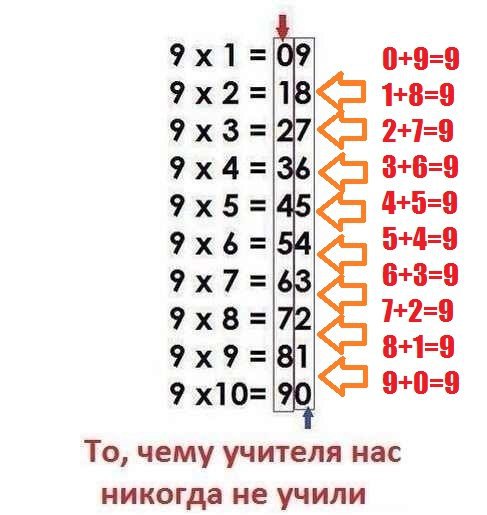 9 x 1 = 09 0+9=9
9 x 2 = 18 1+8=9
9 x 3 = 27 2+7=9
9 x 4 = 36 3+6=9
9 x 5 = 45 4+5=9
9 x 6 = 54 5+4=9
9 x 7 = 63 6+3=9
9 x 8 = 72 7+2=9
9 x 9 = 81 8+1=9
9 x10= 90 9+0=9
То, чему учителя нас
никогда не учили